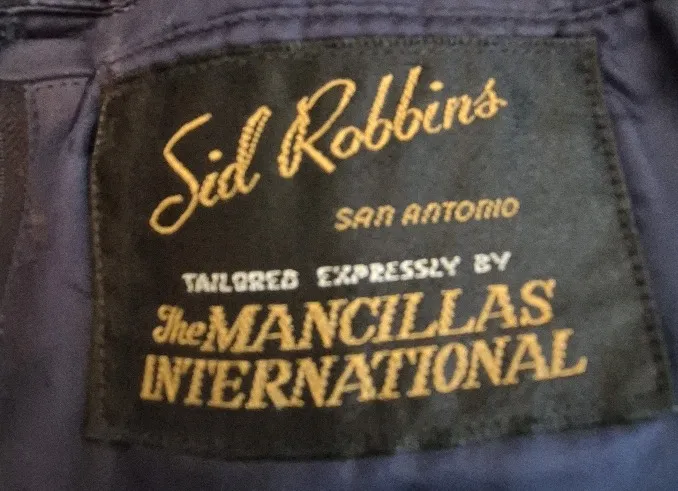 Sid Robbins
SAN ANTONIO
TAILORED EXPRESSLY BY
The MANCILLAS
INTERNATIONAL